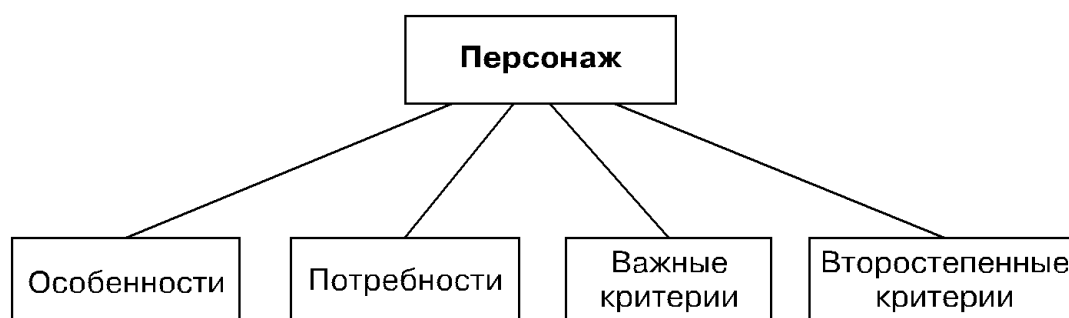 Персонаж
Особенности
Потребности
Важные
критерии
Второстепенные
критерии